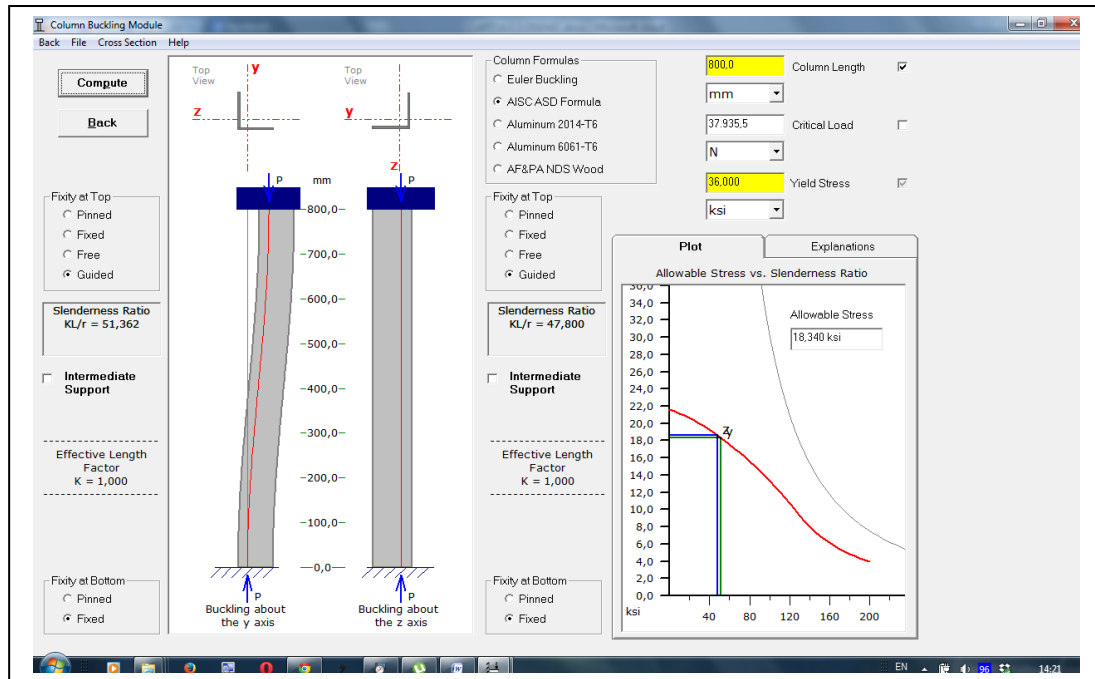 Column Buckling Module
Back File Cross Section Help
Compute
Back
Fixity at Top
Pinned
Fixed
Free
Guided
Slenderness Ratio
KL/r = 51,362
Intermediate
Support
Effective Length
Factor
K = 1,000
Fixity at Bottom
Pinned
Fixed
Top
View
y
z
Top
View
y
z
P
mm
P
800,0
700,0
600,0
500,0
400,0
300,0
200,0
100,0
0,0
P
P
Buckling about
the y axis
Buckling about
the z axis
Column Formulas
Euler Buckling
AISC ASD Formula
Aluminum 2014-T6
Aluminum 6061-T6
AF&PA NDS Wood
Fixity at Top
Pinned
Fixed
Free
Guided
Slenderness Ratio
KL/r = 47,800
Intermediate
Support
Effective Length
Factor
K = 1,000
Fixity at Bottom
Pinned
Fixed
800,0 Column Length
mm
37.935,5 Critical Load
N
36,000 Yield Stress
ksi
Plot Explanations
Allowable Stress vs. Slenderness Ratio
Allowable Stress
18,340 ksi
36,0
34,0
32,0
30,0
28,0
26,0
24,0
22,0
20,0
18,0
16,0
14,0
12,0
10,0
8,0
6,0
4,0
2,0
0,0
zy
ksi 40 80 120 160 200
EN 96 14:21